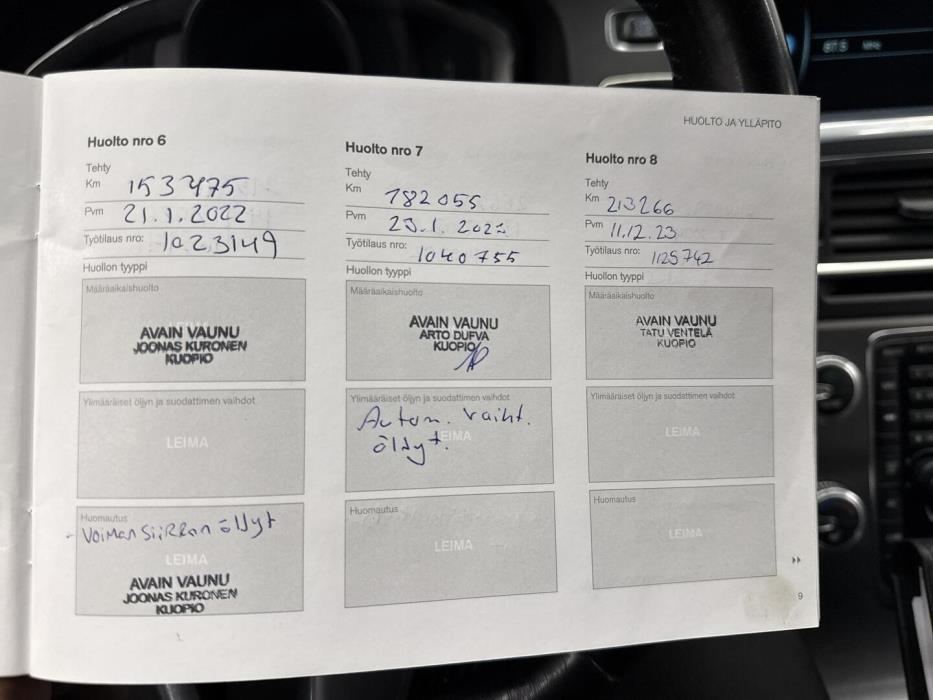 87.5 MHz
HUOLTO JA YLLÄPITO
Huolto nro 6
Tehty
Km 153475
Pvm 21.1.2022
Työtilaus nro: 1023149
Huollon tyyppi
Määräaikaishuolto
AVAIN VAUNU
JOONAS KURONEN
KUOPIO
Ylimääräiset öljyn ja suodattimen vaihdot
LEIMA
Huomautus
- Voiman siirron öljyt
LEIMA
AVAIN VAUNU
JOONAS KURONEN
KUOPIO
Huolto nro 7
Tehty
Km 182055
Pvm
Työtilaus nro: 1040755
Huollon tyyppi
Määräaikaishuolto
AVAIN VAUNU
ARTO DUFVA
KUOPIO
Ylimääräiset öljyn ja suodattimen vaihdot
Autom. vaiht.
LEIMA
öljyt.
Huomautus
LEIMA
Huolto nro 8
Tehty
Km 213266
Pvm 11.12.23
Työtilaus nro: 1125742
Huollon tyyppi
Määräaikaishuolto
AVAIN VAUNU
TATU VENTELÄ
KUOPIO
Ylimääräiset öljyn ja suodattimen vaihdot
LEIMA
Huomautus
LEIMA
9